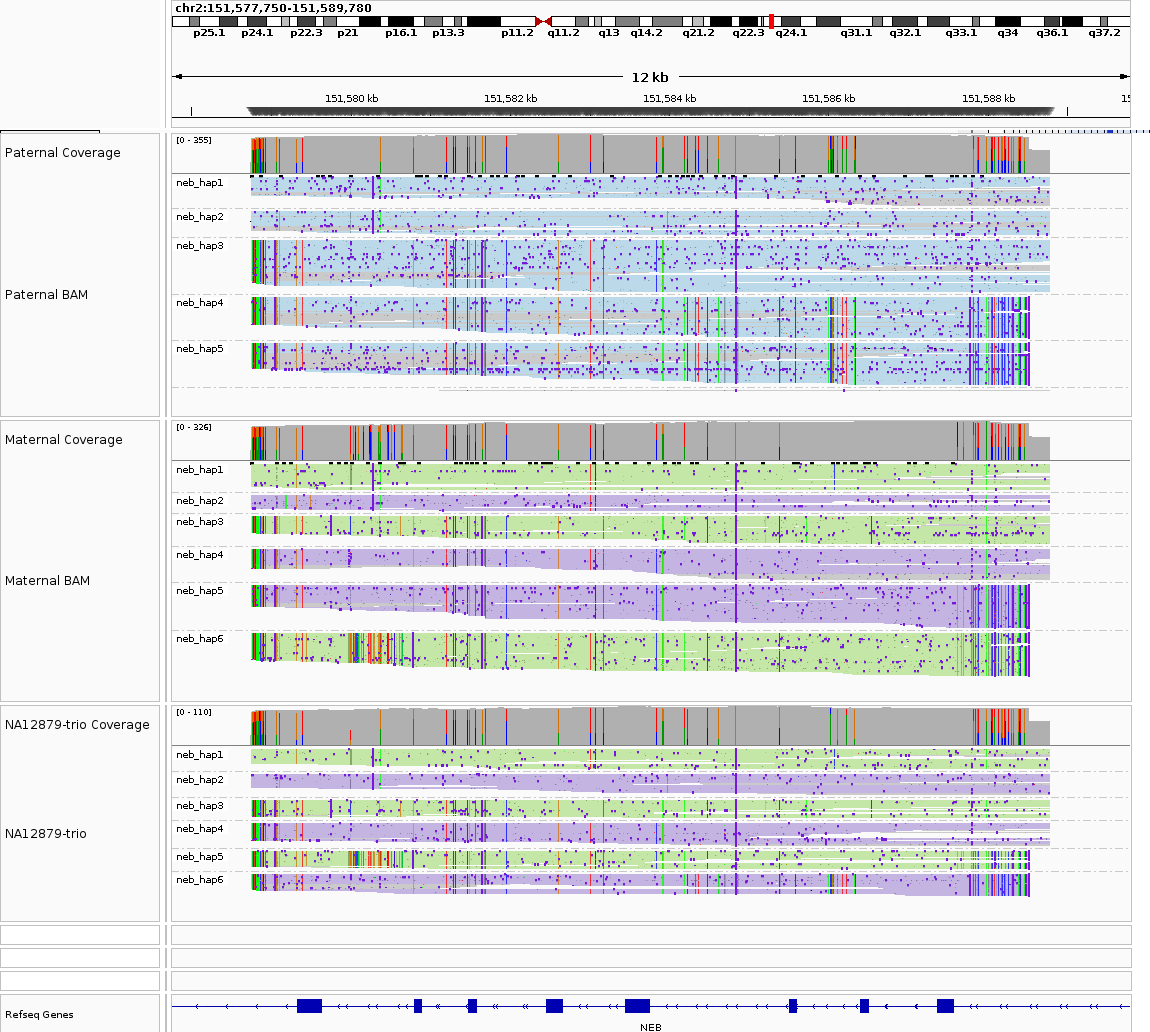 chr2:151,577,750-151,589,780
p25.1 p24.1 p22.3 p21 p16.1 p13.3 p11.2 q11.2 q13 q14.2 q21.2 q22.3 q24.1 q31.1 q32.1 q33.1 q34 q36.1 q37.2
12 kb
151,580 kb 151,582 kb 151,584 kb 151,586 kb 151,588 kb 15
Paternal Coverage
[0 - 355]
Paternal BAM
neb_hap1
neb_hap2
neb_hap3
neb_hap4
neb_hap5
Maternal Coverage
[0 - 326]
Maternal BAM
neb_hap1
neb_hap2
neb_hap3
neb_hap4
neb_hap5
neb_hap6
NA12879-trio Coverage
[0 - 110]
NA12879-trio
neb_hap1
neb_hap2
neb_hap3
neb_hap4
neb_hap5
neb_hap6
Refseq Genes
NEB